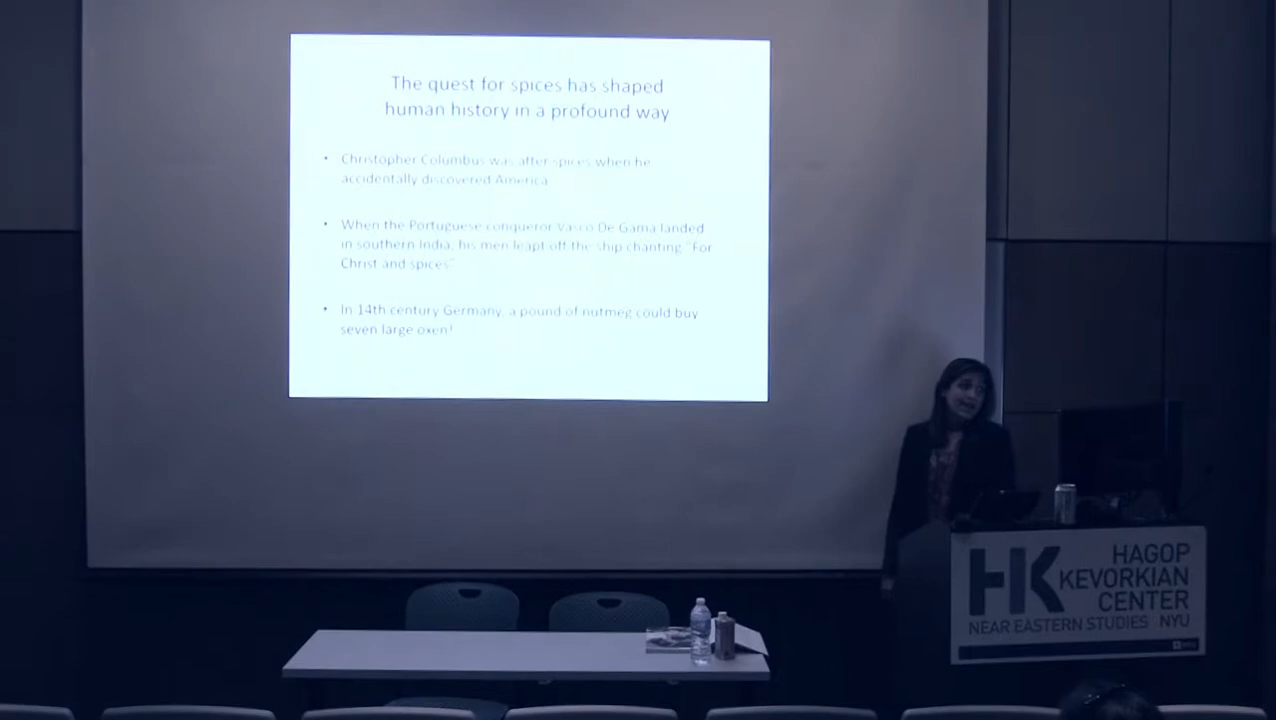 The quest for spices has shaped
human history in a profound way
• Christopher Columbus was after spices when he
accidentally discovered America
• When the Portuguese conqueror Vasco De Gama landed
in southern India, his men leapt off the ship chanting “For
Christ and spices”
• In 14th century Germany, a pound of nutmeg could buy
seven large oxen!
HK
HAGOP
KEVORKIAN
CENTER
NEAR EASTERN STUDIES NYU